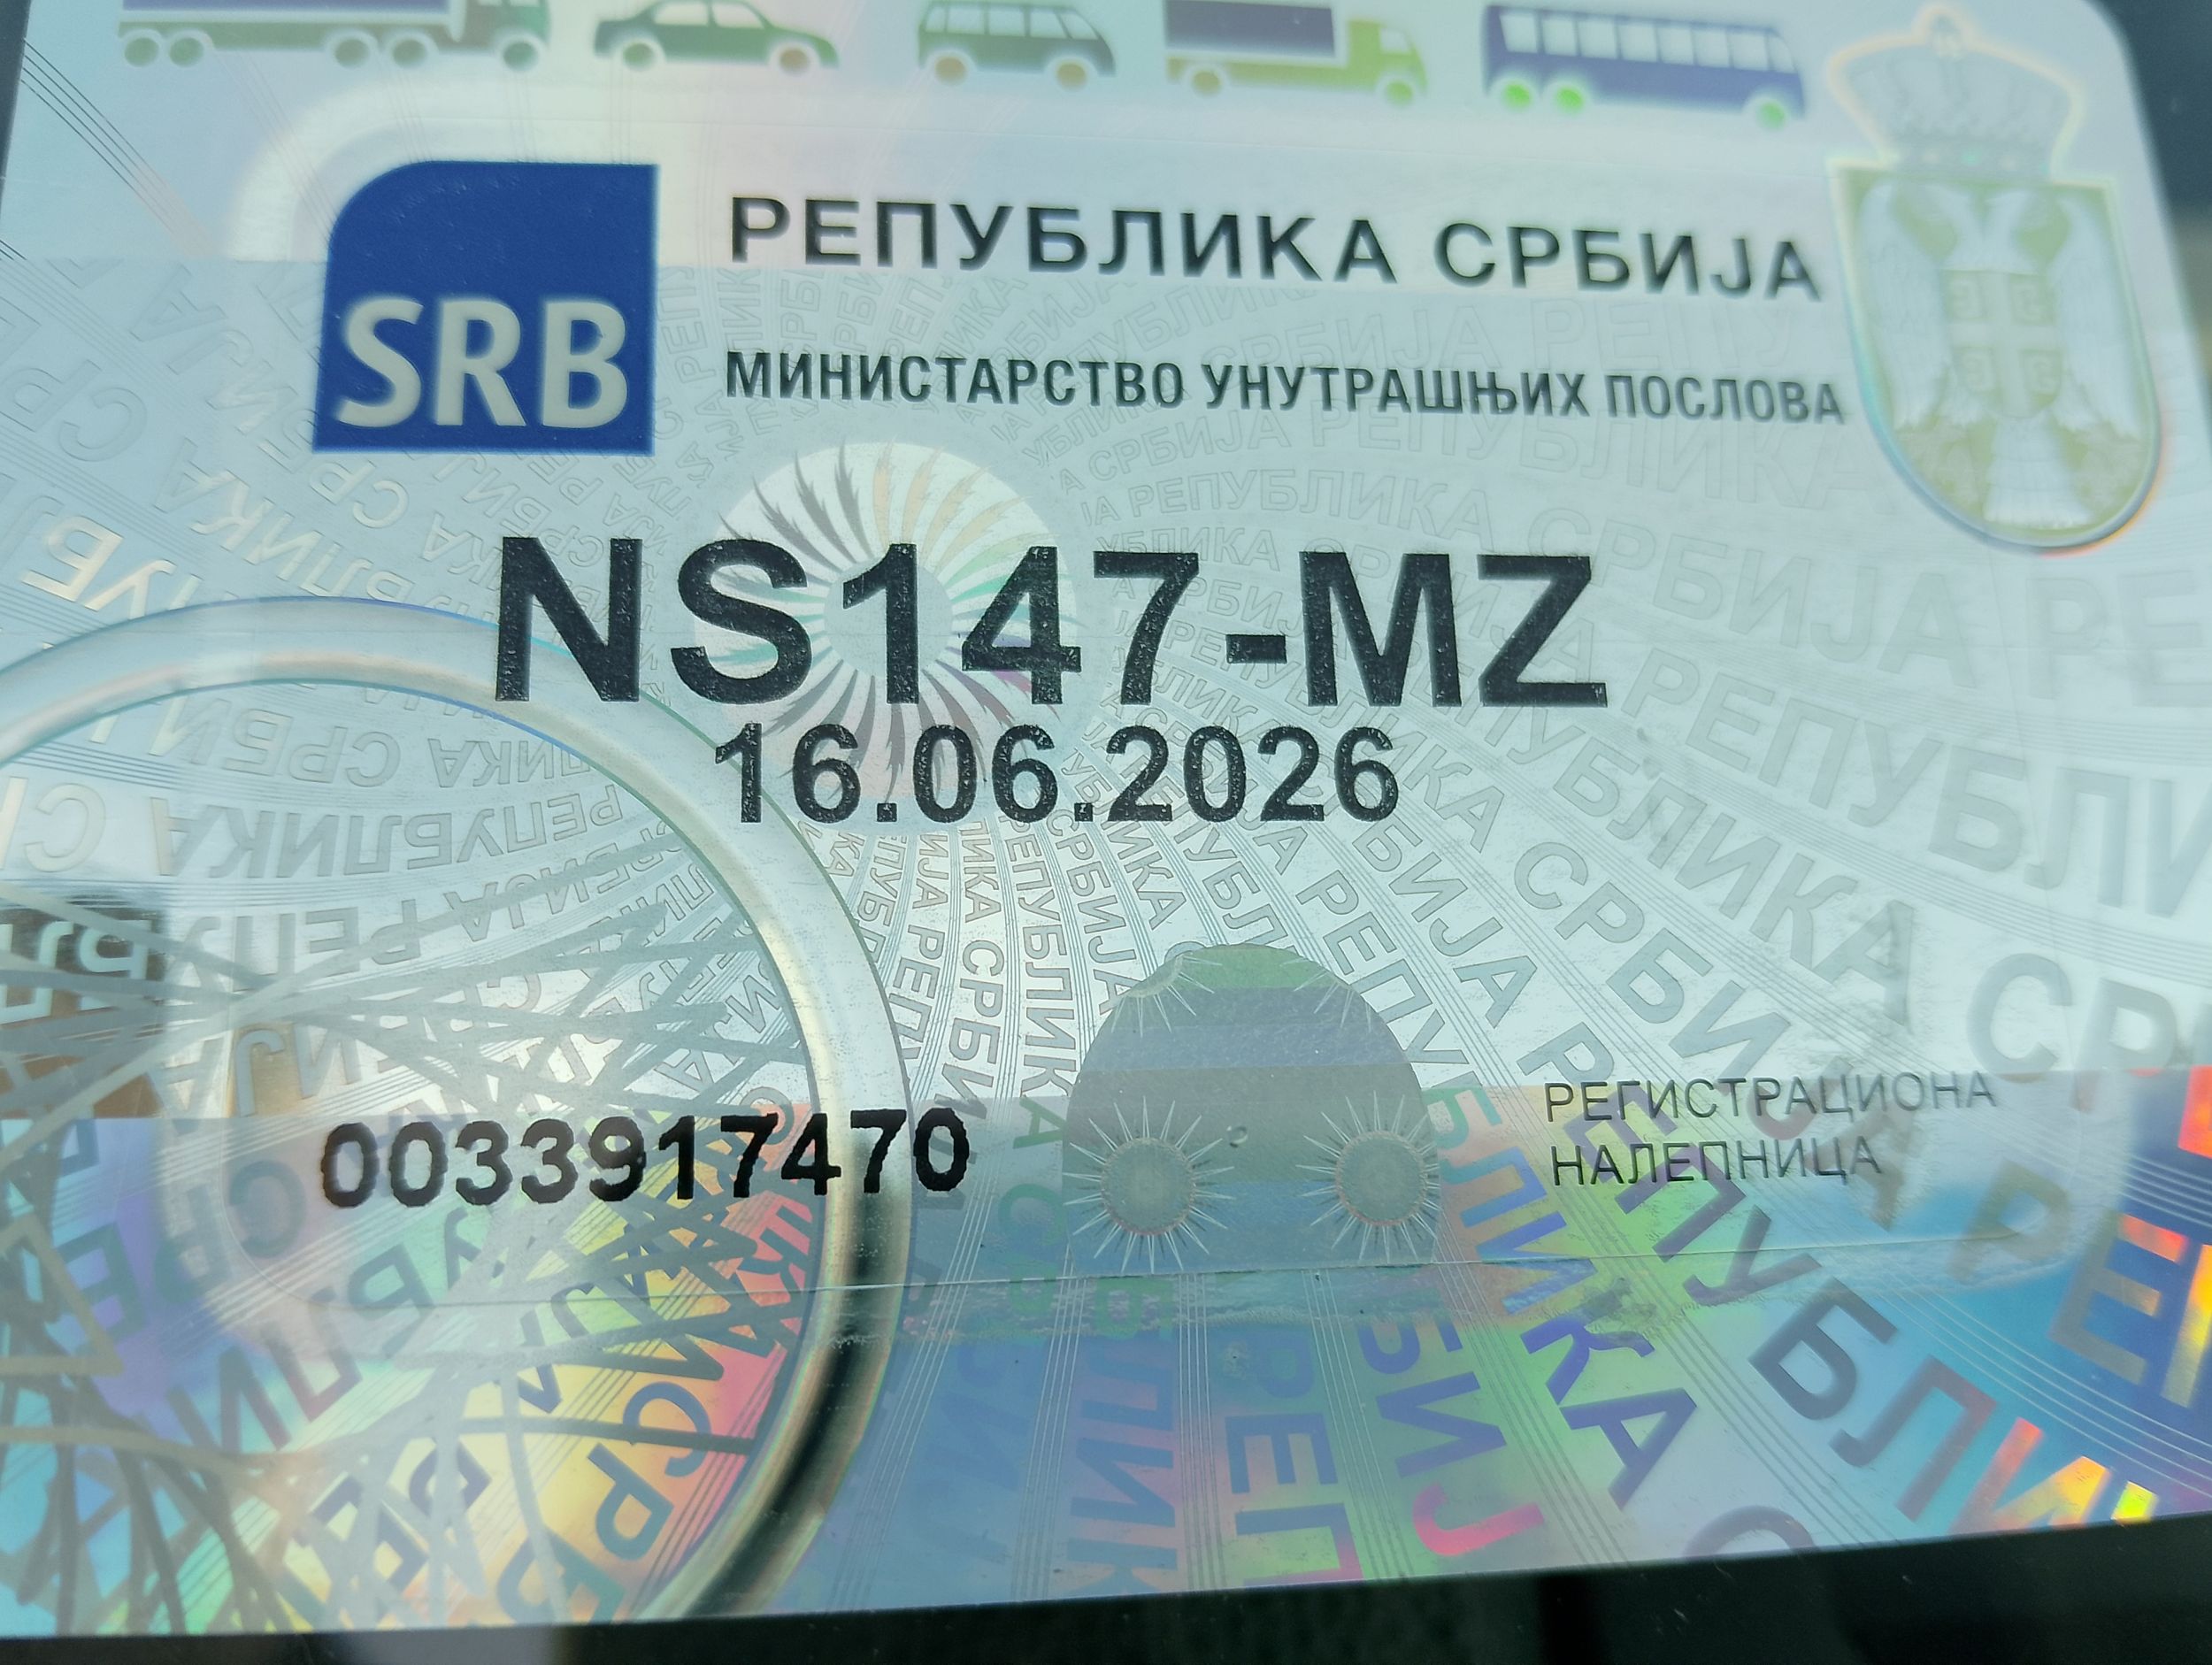 SRB
РЕПУБЛИКА СРБИЈА
МИНИСТАРСТВО УНУТРАШЊИХ ПОСЛОВА
NS147-MZ
16.06.2026
0033917470
РЕГИСТРАЦИОНА
НАЛЕПНИЦА